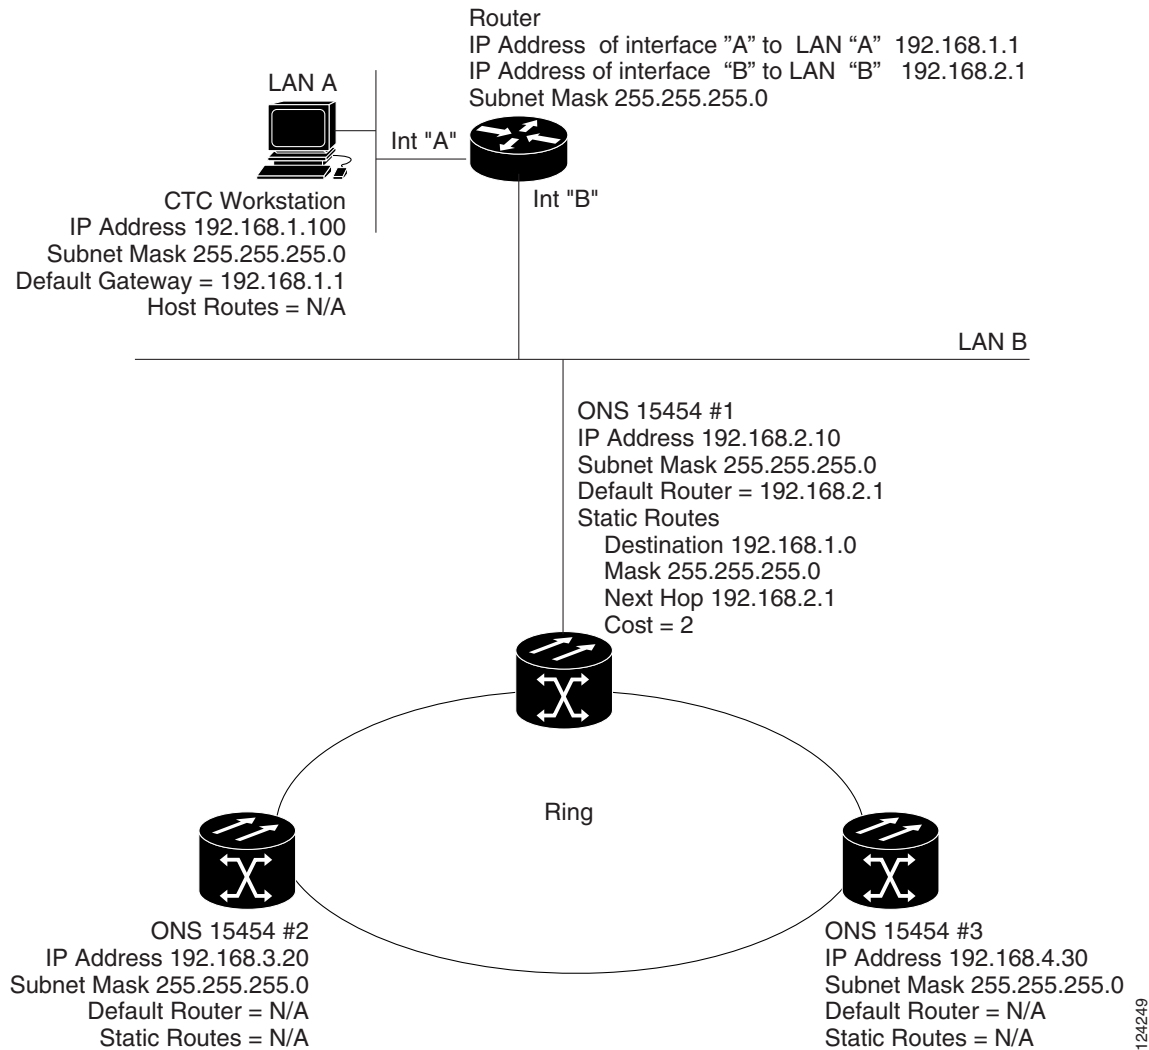 Router
IP Address of interface ”A” to LAN “A” 192.168.1.1
IP Address of interface “B” to LAN “B” 192.168.2.1
Subnet Mask 255.255.255.0
LAN A
Int "A"
Int "B"
CTC Workstation
IP Address 192.168.1.100
Subnet Mask 255.255.255.0
Default Gateway = 192.168.1.1
Host Routes = N/A
LAN B
ONS 15454 #1
IP Address 192.168.2.10
Subnet Mask 255.255.255.0
Default Router = 192.168.2.1
Static Routes
Destination 192.168.1.0
Mask 255.255.255.0
Next Hop 192.168.2.1
Cost = 2
Ring
ONS 15454 #2
IP Address 192.168.3.20
Subnet Mask 255.255.255.0
Default Router = N/A
Static Routes = N/A
ONS 15454 #3
IP Address 192.168.4.30
Subnet Mask 255.255.255.0
Default Router = N/A
Static Routes = N/A
124249